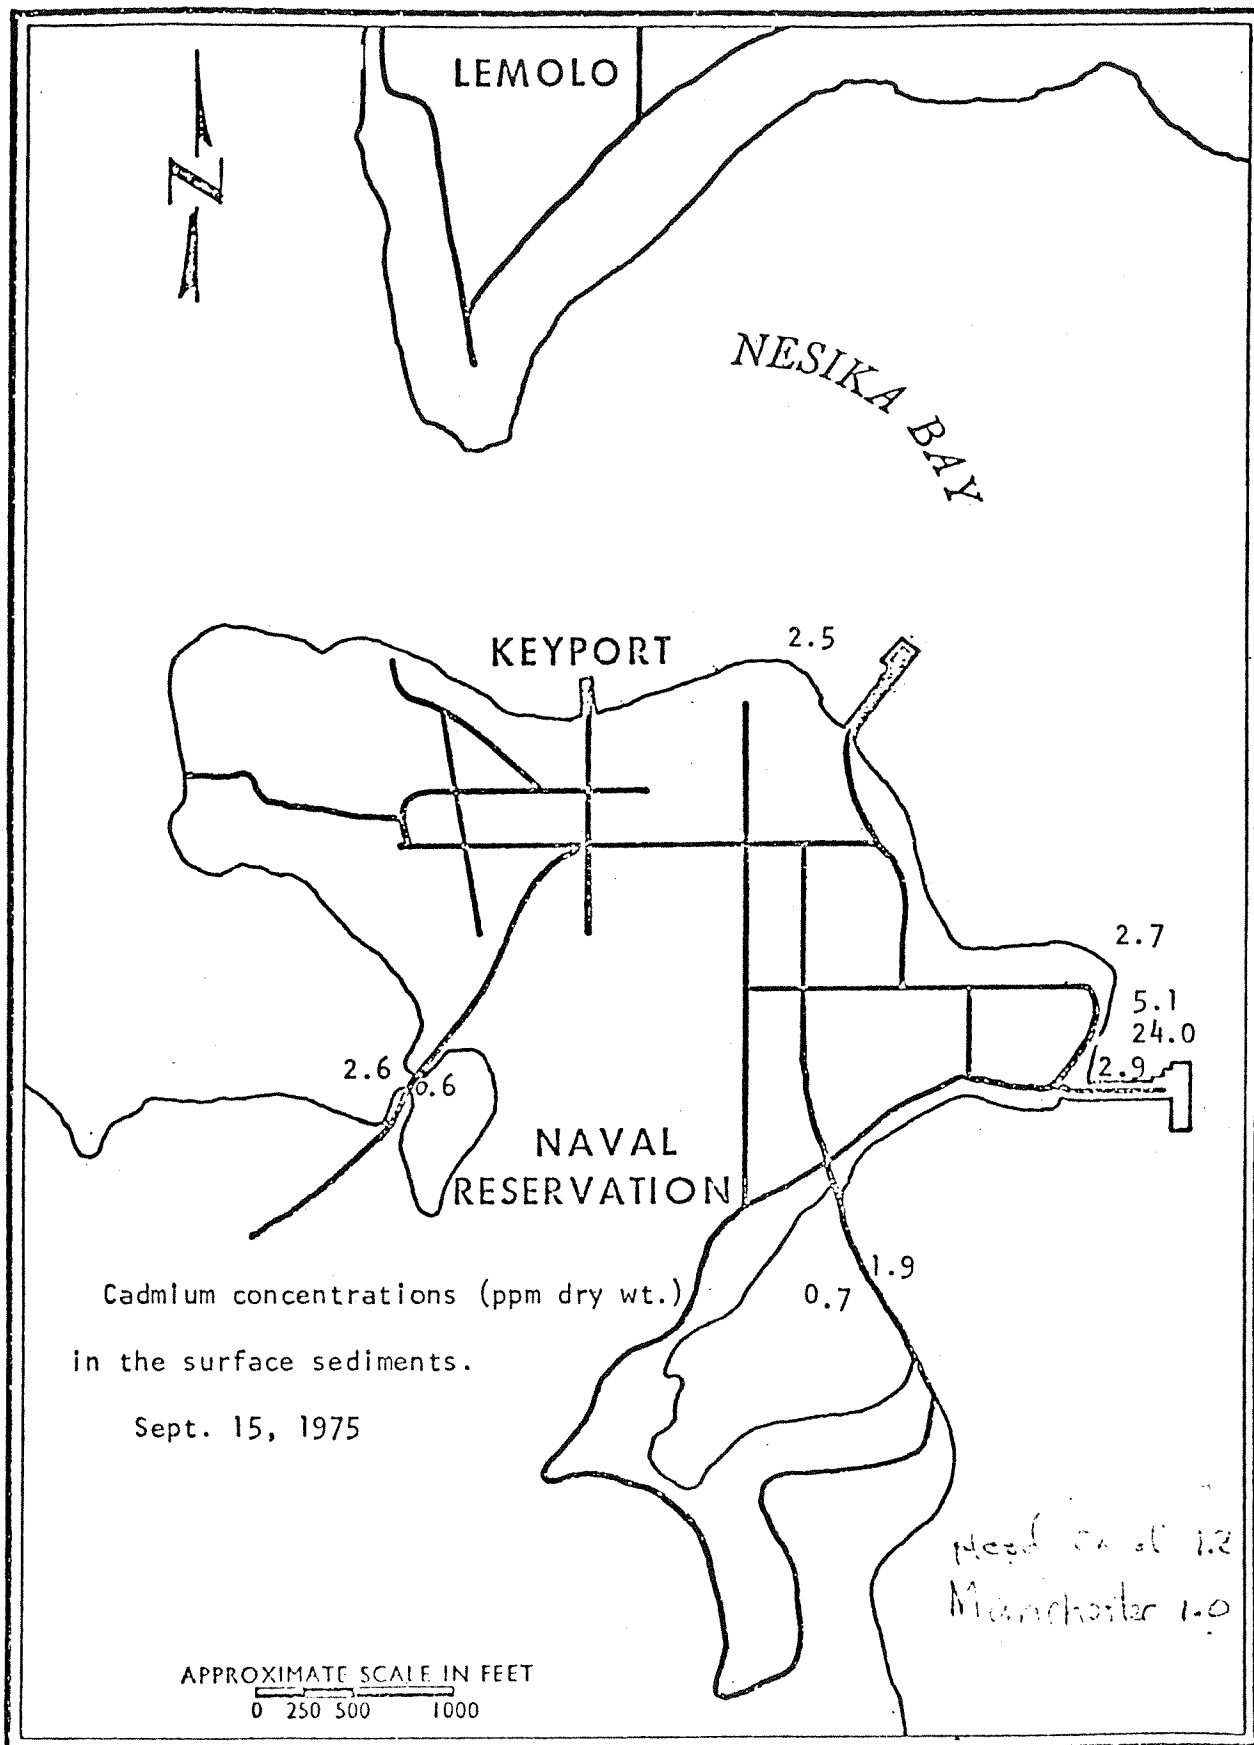 LEMOLO
N
NESIKA BAY
KEYPORT
2.5
2.7
5.1
24.0
2.9
2.6
0.6
NAVAL
RESERVATION
1.9
0.7
Cadmium concentrations (ppm dry wt.)
in the surface sediments.
Sept. 15, 1975
1.2
Manchester 1.0
APPROXIMATE SCALE IN FEET
0 250 500 1000